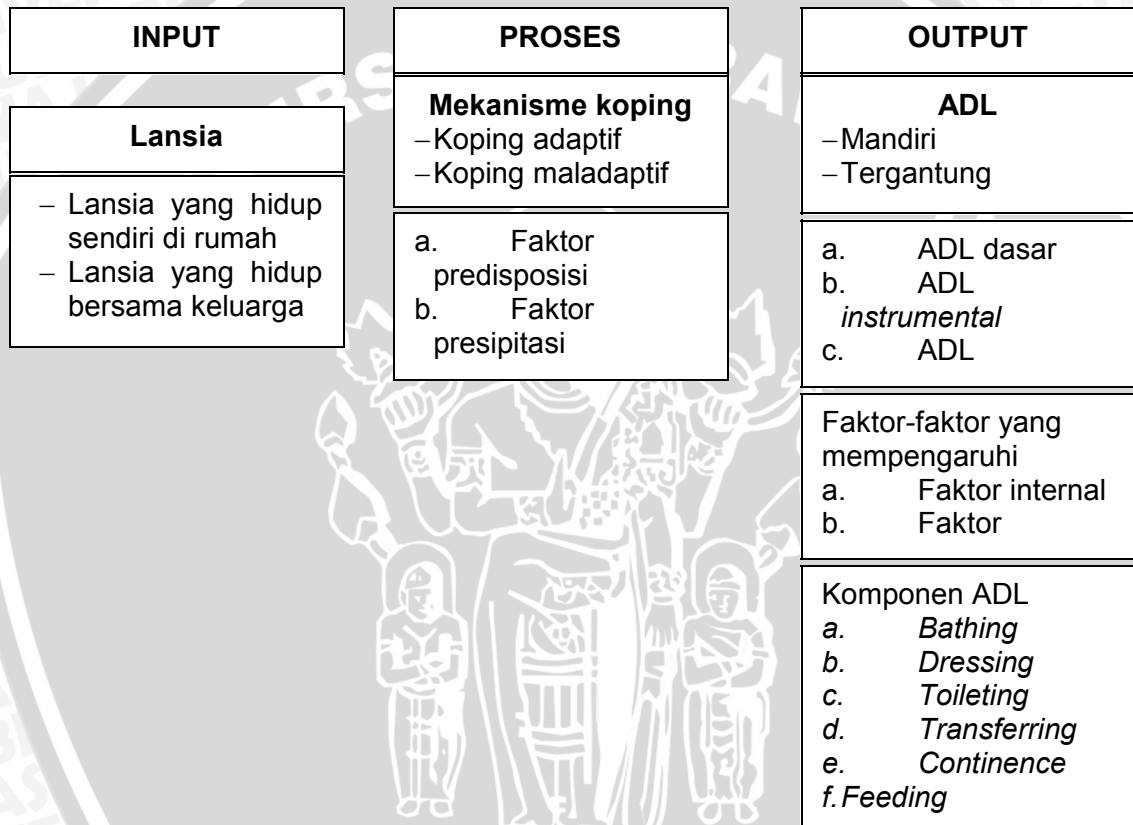 INPUT
Lansia
– Lansia yang hidup
sendiri di rumah
– Lansia yang hidup
bersama keluarga
PROSES
Mekanisme koping
–Koping adaptif
–Koping maladaptif
a. Faktor
predisposisi
b. Faktor
presipitasi
OUTPUT
ADL
–Mandiri
–Tergantung
a. ADL dasar
b. ADL
instrumental
c. ADL
Faktor-faktor yang
mempengaruhi
a. Faktor internal
b. Faktor
Komponen ADL
a. Bathing
b. Dressing
c. Toileting
d. Transferring
e. Continence
f. Feeding